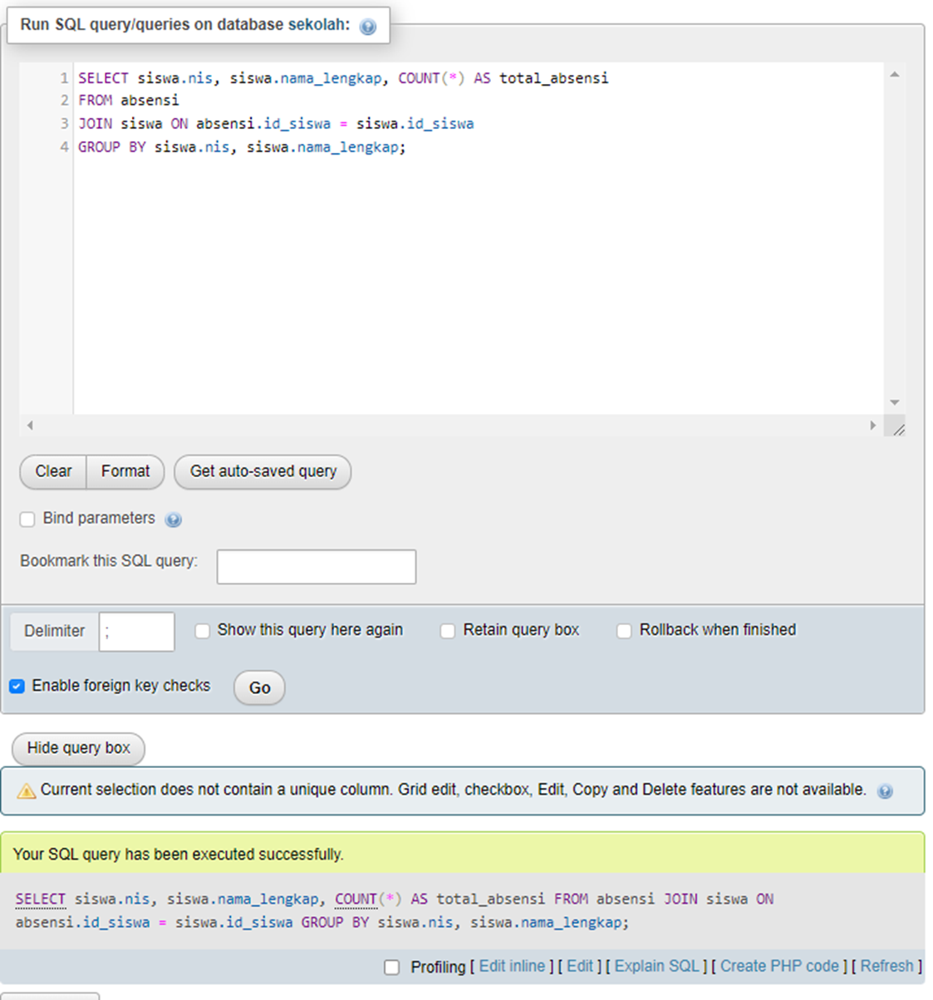 Run SQL query/queries on database sekolah:
1 SELECT siswa.nis, siswa.nama_lengkap, COUNT(*) AS total_absensi
2 FROM absensi
3 JOIN siswa ON absensi.id_siswa = siswa.id_siswa
4 GROUP BY siswa.nis, siswa.nama_lengkap;
Clear Format Get auto-saved query
Bind parameters
Bookmark this SQL query:
Delimiter ; Show this query here again Retain query box Rollback when finished
Enable foreign key checks Go
Hide query box
Current selection does not contain a unique column. Grid edit, checkbox, Edit, Copy and Delete features are not available.
Your SQL query has been executed successfully.
SELECT siswa.nis, siswa.nama_lengkap, COUNT(*) AS total_absensi FROM absensi JOIN siswa ON
absensi.id_siswa = siswa.id_siswa GROUP BY siswa.nis, siswa.nama_lengkap;
Profiling [ Edit inline ] [ Edit ] [ Explain SQL ] [ Create PHP code ] [ Refresh ]